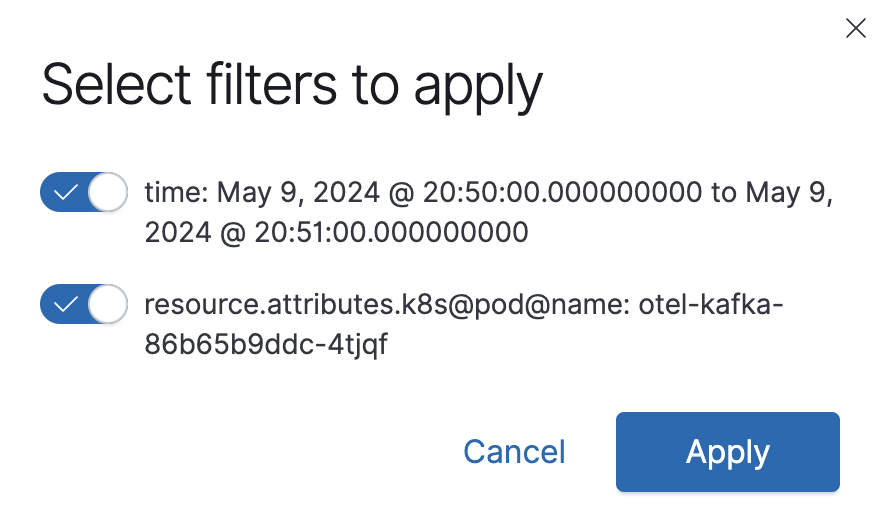 Select filters to apply
time: May 9, 2024 @ 20:50:00.000000000 to May 9,
2024 @ 20:51:00.000000000
resource.attributes.k8s@pod@name: otel-kafka-
86b65b9ddc-4tjqf
Cancel
Apply